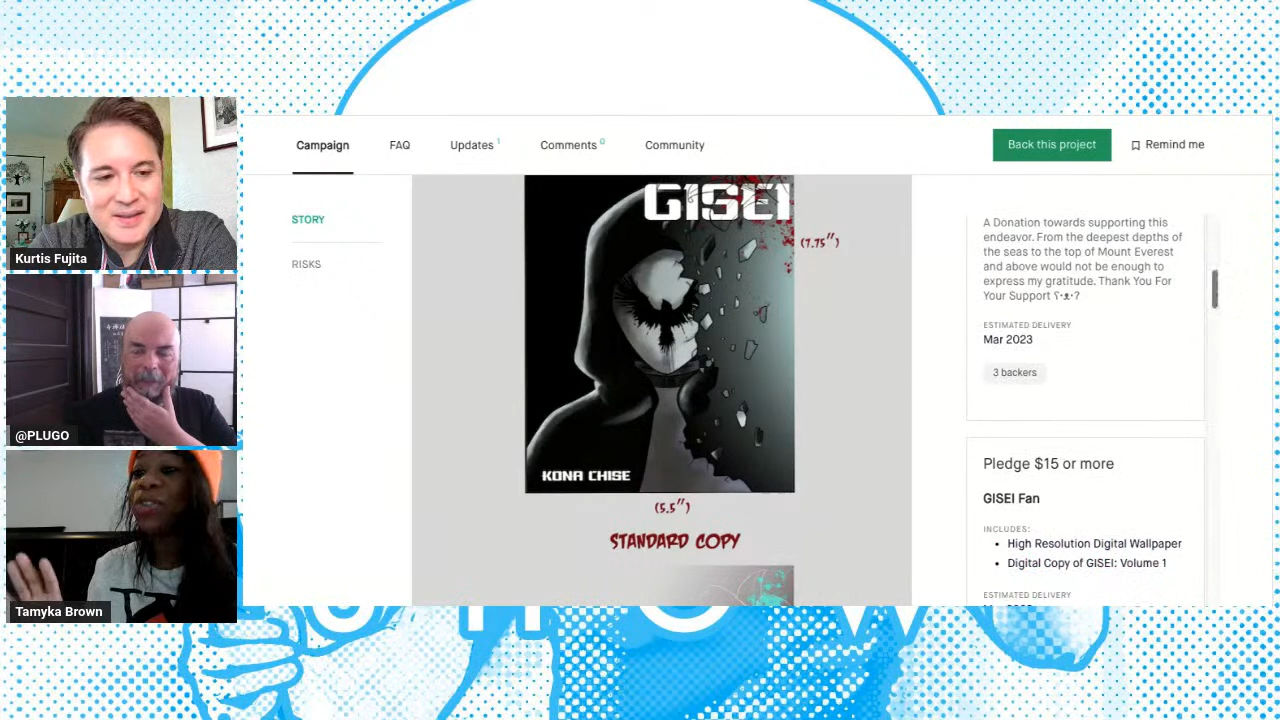 Campaign
FAQ
Updates 1
Comments 0
Community
Back this project
Remind me
STORY
RISKS
GISEI
(7.75”)
KONA CHISE
(5.5”)
STANDARD COPY
A Donation towards supporting this
endeavor. From the deepest depths of
the seas to the top of Mount Everest
and above would not be enough to
express my gratitude. Thank You For
Your Support ʕ·ᴥ·?
ESTIMATED DELIVERY
Mar 2023
3 backers
Pledge $15 or more
GISEI Fan
INCLUDES:
• High Resolution Digital Wallpaper
• Digital Copy of GISEI: Volume 1
ESTIMATED DELIVERY
Kurtis Fujita
@PLUGO
Tamyka Brown